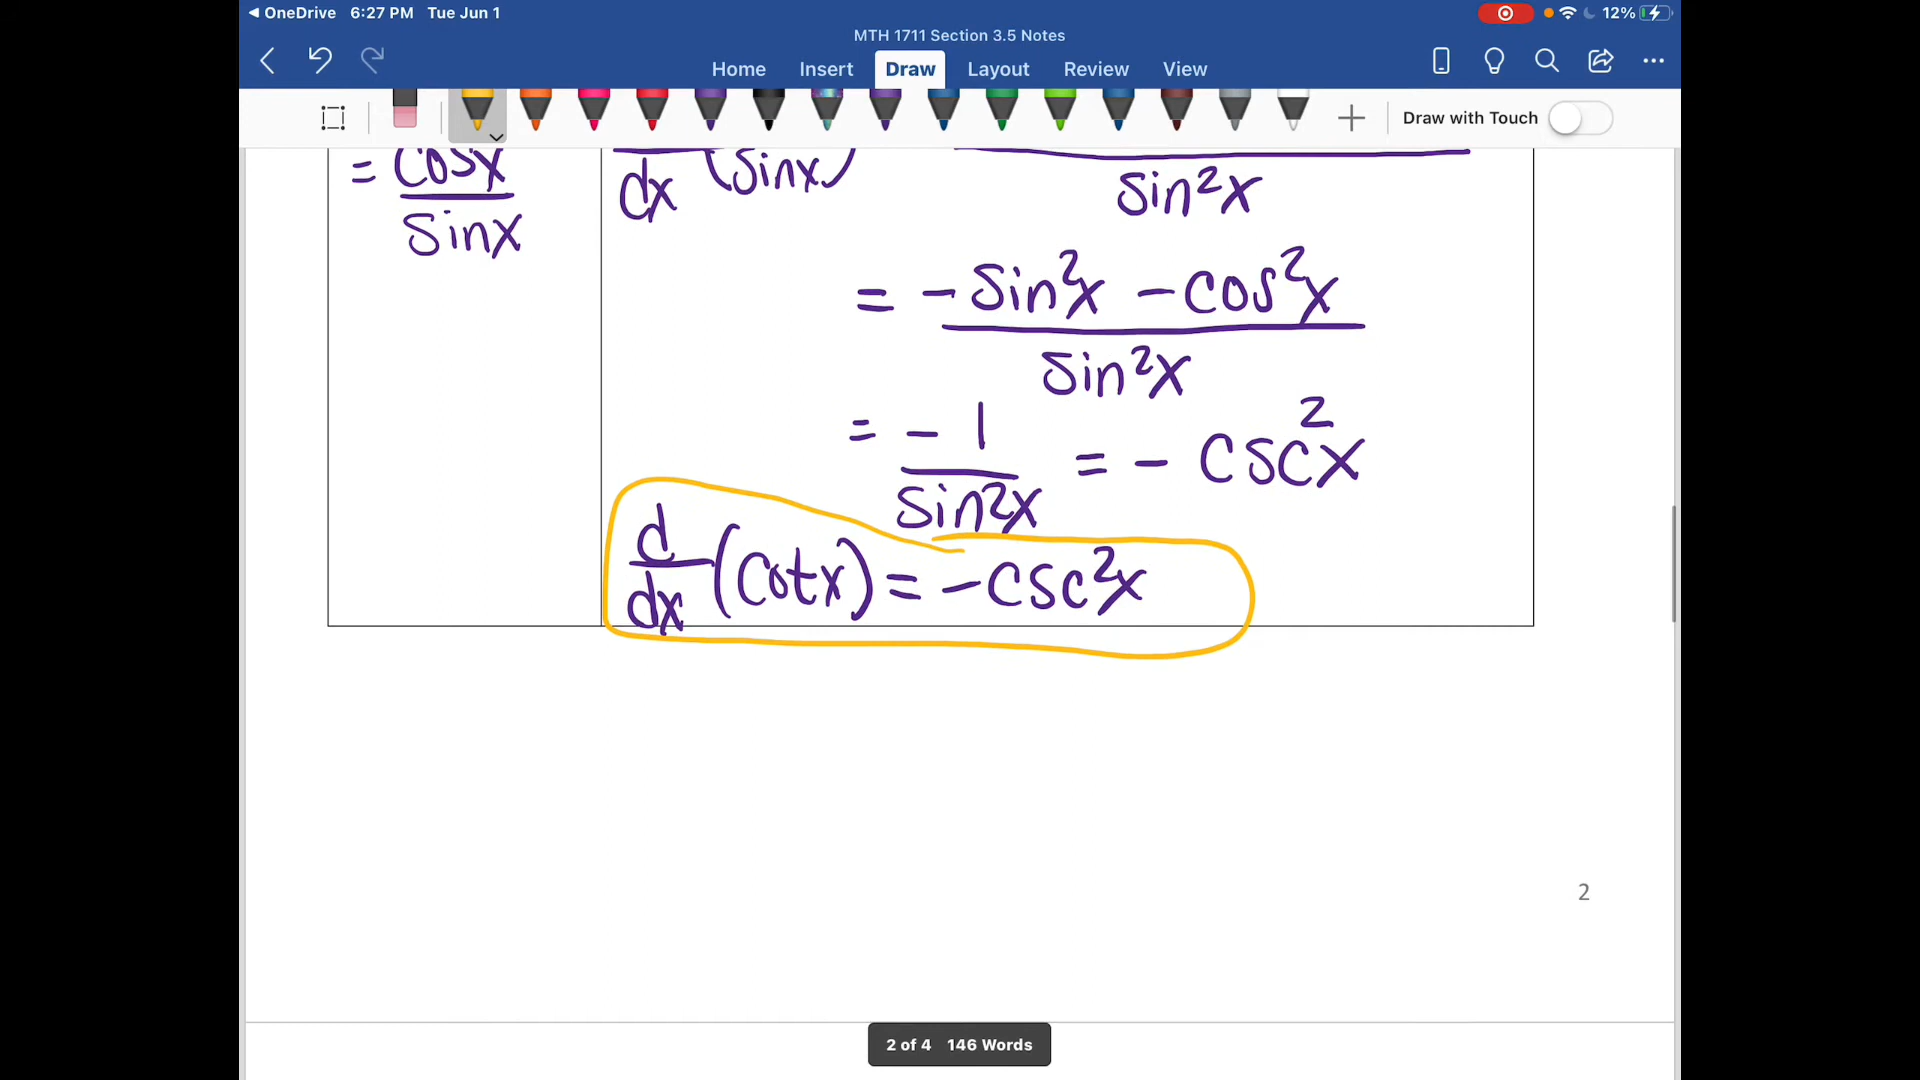 OneDrive 6:27 PM Tue Jun 1 12%
MTH 1711 Section 3.5 Notes
Home Insert Draw Layout Review View
Draw with Touch
= cosx / sinx
d/dx (sinx)
sin²x
= -sin²x - cos²x / sin²x
= - 1 / sin²x = - csc²x
d/dx (cotx) = -csc²x
2
2 of 4 146 Words